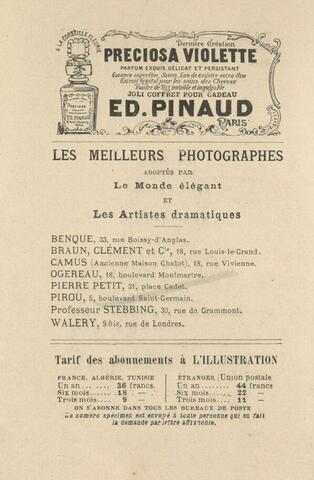 A LA CORBEILLE FLEURIE
Dernière Création
PRECIOSA VIOLETTE
PARFUM EXQUIS, DÉLICAT ET PERSISTANT
Essence superfine, Savon, Eau de toilette extra-fine
Extrait Végétal pour les soins des Cheveux
Poudre de Riz invisible et impalpable
JOLI COFFRET POUR CADEAU
ED. PINAUD
PARIS
ED. PINAUD
LES MEILLEURS PHOTOGRAPHES
ADOPTÉS PAR
Le Monde élégant
ET
Les Artistes dramatiques
BENQUE, 33, rue Boissy-d'Anglas.
BRAUN, CLÉMENT et Cie, 18, rue Louis-le-Grand.
CAMUS (Ancienne Maison Chalot), 18, rue Vivienne.
OGEREAU, 18, boulevard Montmartre.
PIERRE PETIT, 31, place Cadet.
PIROU, 5, boulevard Saint-Germain.
Professeur STEBBING, 30, rue de Grammont.
WALERY, 9-bis, rue de Londres.
Tarif des abonnements à L'ILLUSTRATION
FRANCE, ALGÉRIE, TUNISIE
Un an...... 36 francs.
Six mois...... 18 —
Trois mois.... 9 —
ÉTRANGER (Union postale
Un an...... 44 francs
Six mois..... 22 —
Trois mois.... 11 —
ON S'ABONNE DANS TOUS LES BUREAUX DE POSTE
Un numéro spécimen est envoyé à toute personne qui en fait
la demande par lettre affranchie.